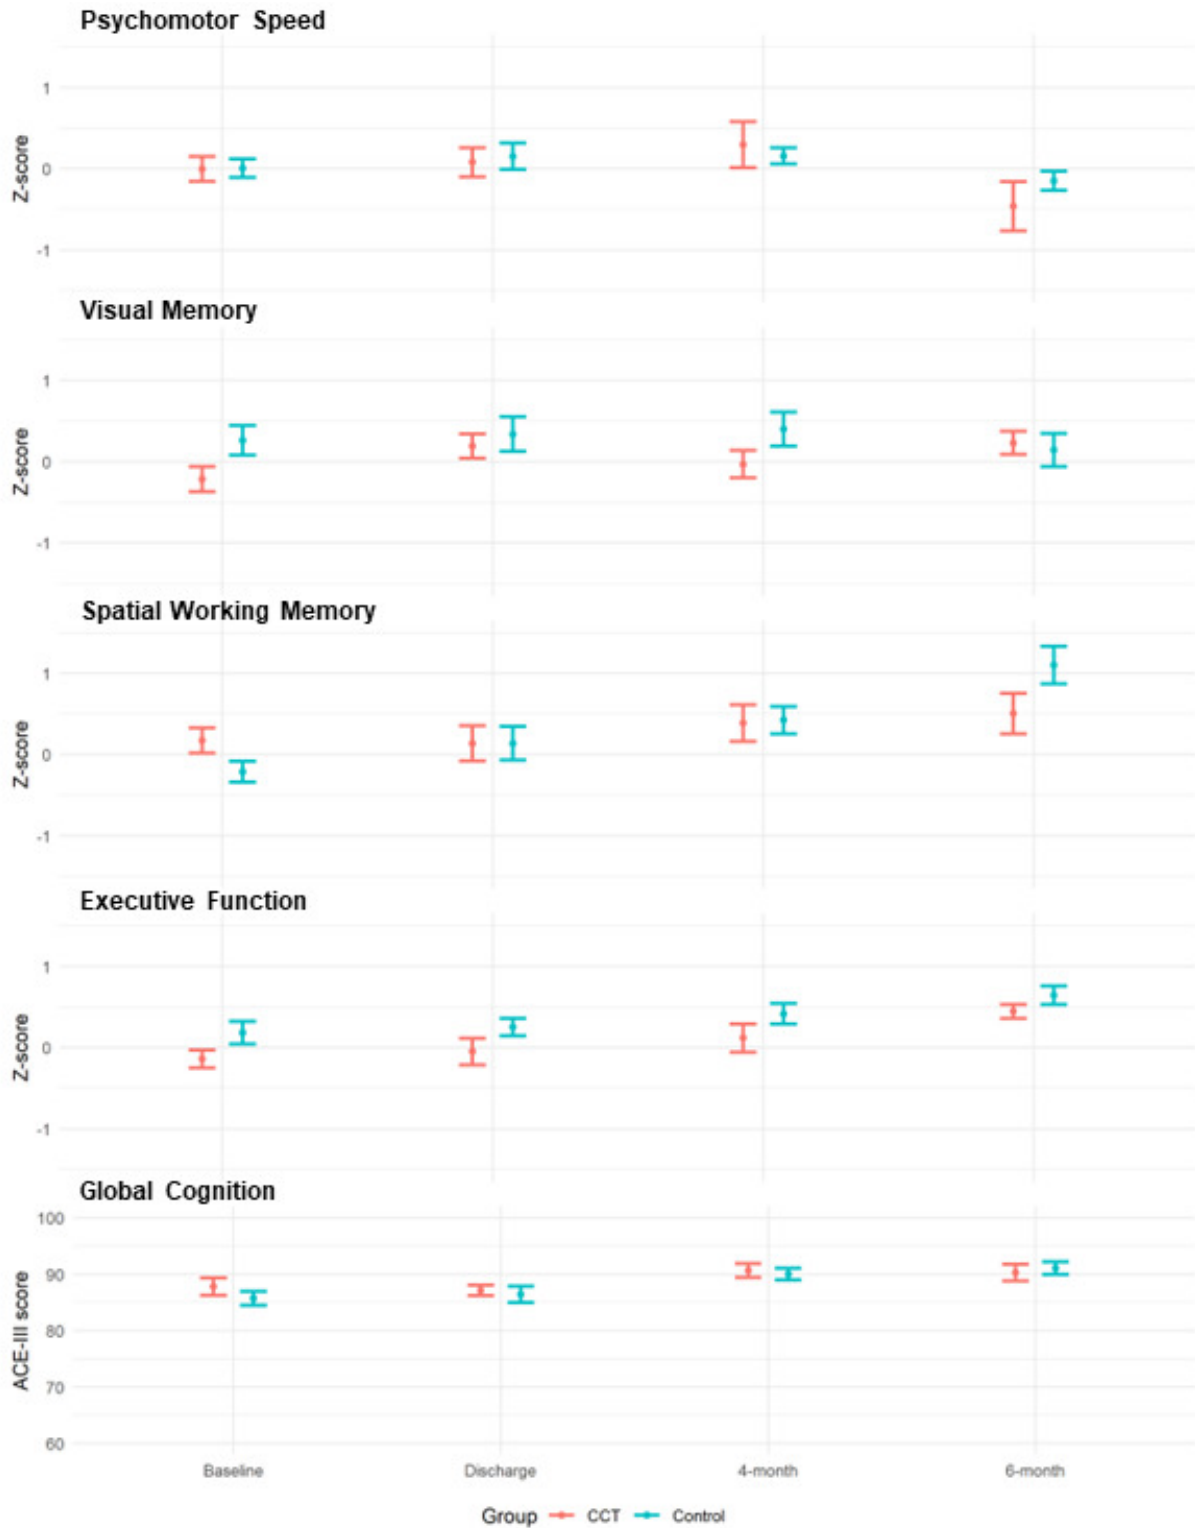 Psychomotor Speed
1
0
-1
Z-score
Visual Memory
1
0
-1
Z-score
Spatial Working Memory
1
0
-1
Z-score
Executive Function
1
0
-1
Z-score
Global Cognition
100
90
80
70
60
ACE-III score
Baseline Discharge 4-month 6-month
Group CCT Control